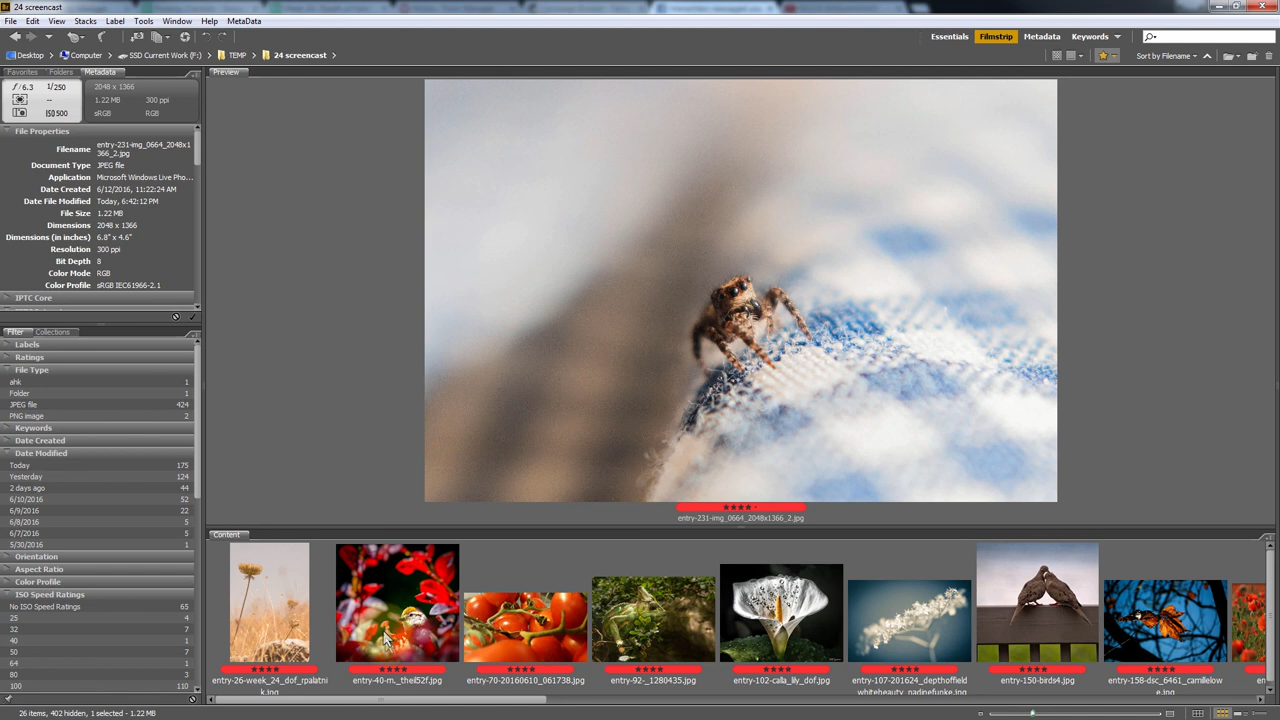 Br 24 screencast
File Edit View Stacks Label Tools Window Help MetaData
Essentials Filmstrip Metadata Keywords
Desktop Computer SSD Current Work (F:) TEMP 24 screencast Sort by Filename
Favorites Folders Metadata Preview
f/6.3 1/250 2048 x 1366
-- 1.22 MB 300 ppi
ISO500 sRGB RGB
File Properties
Filename entry-231-img_0664_2048x1
366_2.jpg
Document Type JPEG file
Application Microsoft Windows Live Pho...
Date Created 6/12/2016, 11:22:24 AM
Date File Modified Today, 6:42:12 PM
File Size 1.22 MB
Dimensions 2048 x 1366
Dimensions (in inches) 6.8" x 4.6"
Resolution 300 ppi
Bit Depth 8
Color Mode RGB
Color Profile sRGB IEC61966-2.1
IPTC Core
Filter Collections
Labels
Ratings
File Type
ahk 1
Folder 1
JPEG file 424
PNG image 2
Keywords
Date Created
Date Modified
Today 175
Yesterday 124
2 days ago 44
6/10/2016 52
6/9/2016 22
6/8/2016 5
6/7/2016 5
5/30/2016 1
Orientation
Aspect Ratio
Color Profile
ISO Speed Ratings
No ISO Speed Ratings 65
25 4
32 7
40 1
50 7
64 1
80 3
100 110
entry-231-img_0664_2048x1366_2.jpg
Content
entry-26-week_24_dof_rpalatni
k.jpg
entry-40-m._theil52f.jpg
entry-70-20160610_061738.jpg
entry-92-_1280435.jpg
entry-102-calla_lily_dof.jpg
entry-107-201624_depthoffield
whitebeauty_nadinefunke.jpg
entry-150-birds4.jpg
entry-158-dsc_6461_camillelow
e.jpg
en
26 items, 402 hidden, 1 selected - 1.22 MB